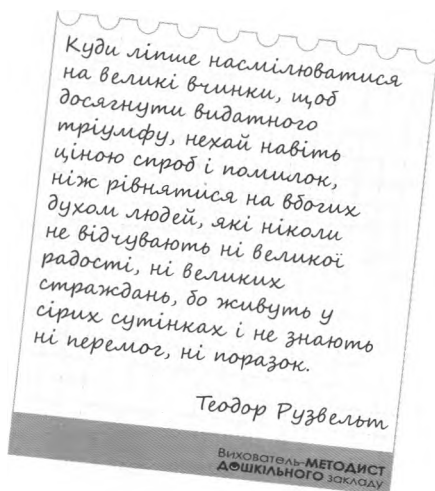 Куди ліпше насмілюватися
на великі вчинки, щоб
досягнути видатного
тріумфу, нехай навіть
ціною спроб і помилок,
ніж рівнятися на вбогих
духом людей, які ніколи
не відчувають ні великої
радості, ні великих
страждань, бо живуть у
сірих сутінках і не знають
ні перемог, ні поразок.
Теодор Рузвельт
Вихователь-МЕТОДИСТ
ДОШКІЛЬНОГО ЗАКЛАДУ